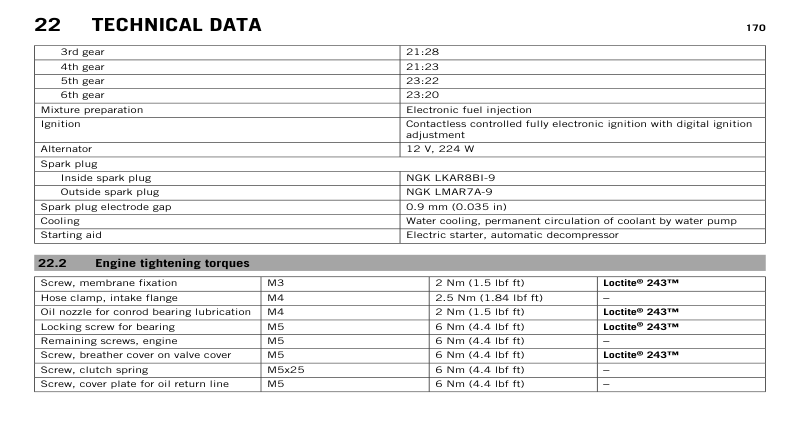 22 TECHNICAL DATA 170
3rd gear 21:28
4th gear 21:23
5th gear 23:22
6th gear 23:20
Mixture preparation Electronic fuel injection
Ignition Contactless controlled fully electronic ignition with digital ignition
adjustment
Alternator 12 V, 224 W
Spark plug
Inside spark plug NGK LKAR8BI-9
Outside spark plug NGK LMAR7A-9
Spark plug electrode gap 0.9 mm (0.035 in)
Cooling Water cooling, permanent circulation of coolant by water pump
Starting aid Electric starter, automatic decompressor
22.2 Engine tightening torques
Screw, membrane fixation M3 2 Nm (1.5 lbf ft) Loctite® 243™
Hose clamp, intake flange M4 2.5 Nm (1.84 lbf ft) –
Oil nozzle for conrod bearing lubrication M4 2 Nm (1.5 lbf ft) Loctite® 243™
Locking screw for bearing M5 6 Nm (4.4 lbf ft) Loctite® 243™
Remaining screws, engine M5 6 Nm (4.4 lbf ft) –
Screw, breather cover on valve cover M5 6 Nm (4.4 lbf ft) Loctite® 243™
Screw, clutch spring M5x25 6 Nm (4.4 lbf ft) –
Screw, cover plate for oil return line M5 6 Nm (4.4 lbf ft) –